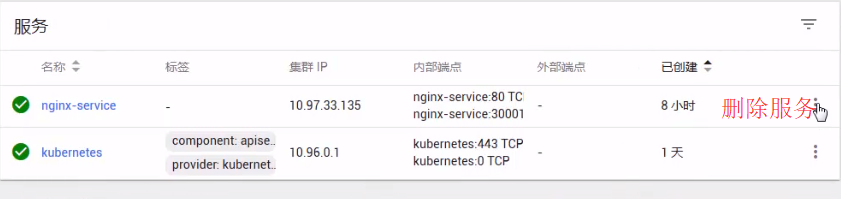 服务
名称 标签 集群 IP 内部端点 外部端点 已创建
nginx-service - 10.97.33.135 nginx-service:80 TC - 8 小时 删除服务
nginx-service:30001
kubernetes component: apise.. 10.96.0.1 kubernetes:443 TCP - 1 天
provider: kubernet.. kubernetes:0 TCP